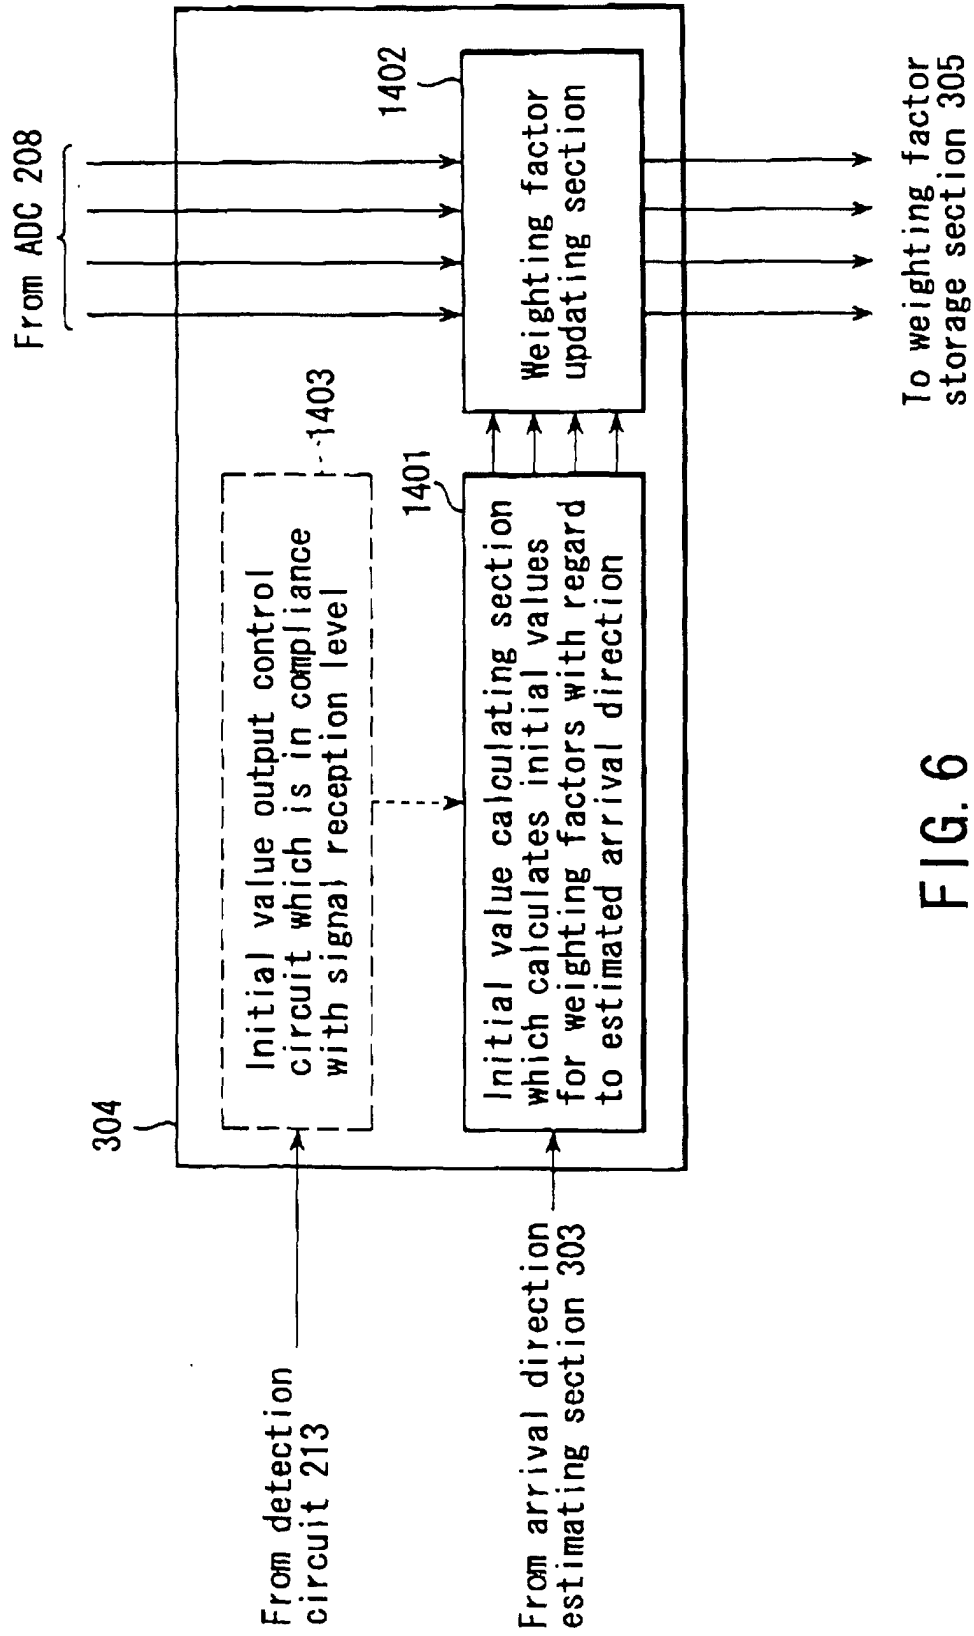 From ADC 208
304
1403
Initial value output control
circuit which is in compliance
with signal reception level
From detection
circuit 213
1402
Weighting factor
updating section
1401
Initial value calculating section
which calculates initial values
for weighting factors with regard
to estimated arrival direction
From arrival direction
estimating section 303
To weighting factor
storage section 305
FIG. 6